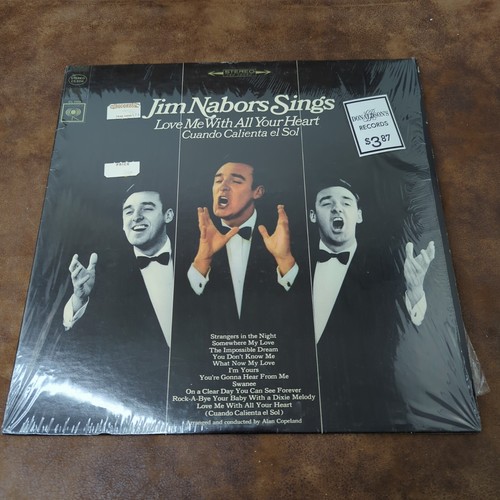 STEREO
Jim Nabors Sings
Love Me With All Your Heart
Cuando Calienta el Sol
DONALDSON'S
RECORDS
$3.87
Strangers in the Night
Somewhere My Love
The Impossible Dream
You Don't Know Me
What Now My Love
I'm Yours
You're Gonna Hear From Me
Swanee
On a Clear Day You Can See Forever
Rock-A-Bye Your Baby With a Dixie Melody
Love Me With All Your Heart
(Cuando Calienta el Sol)
Arranged and conducted by Alan Copeland